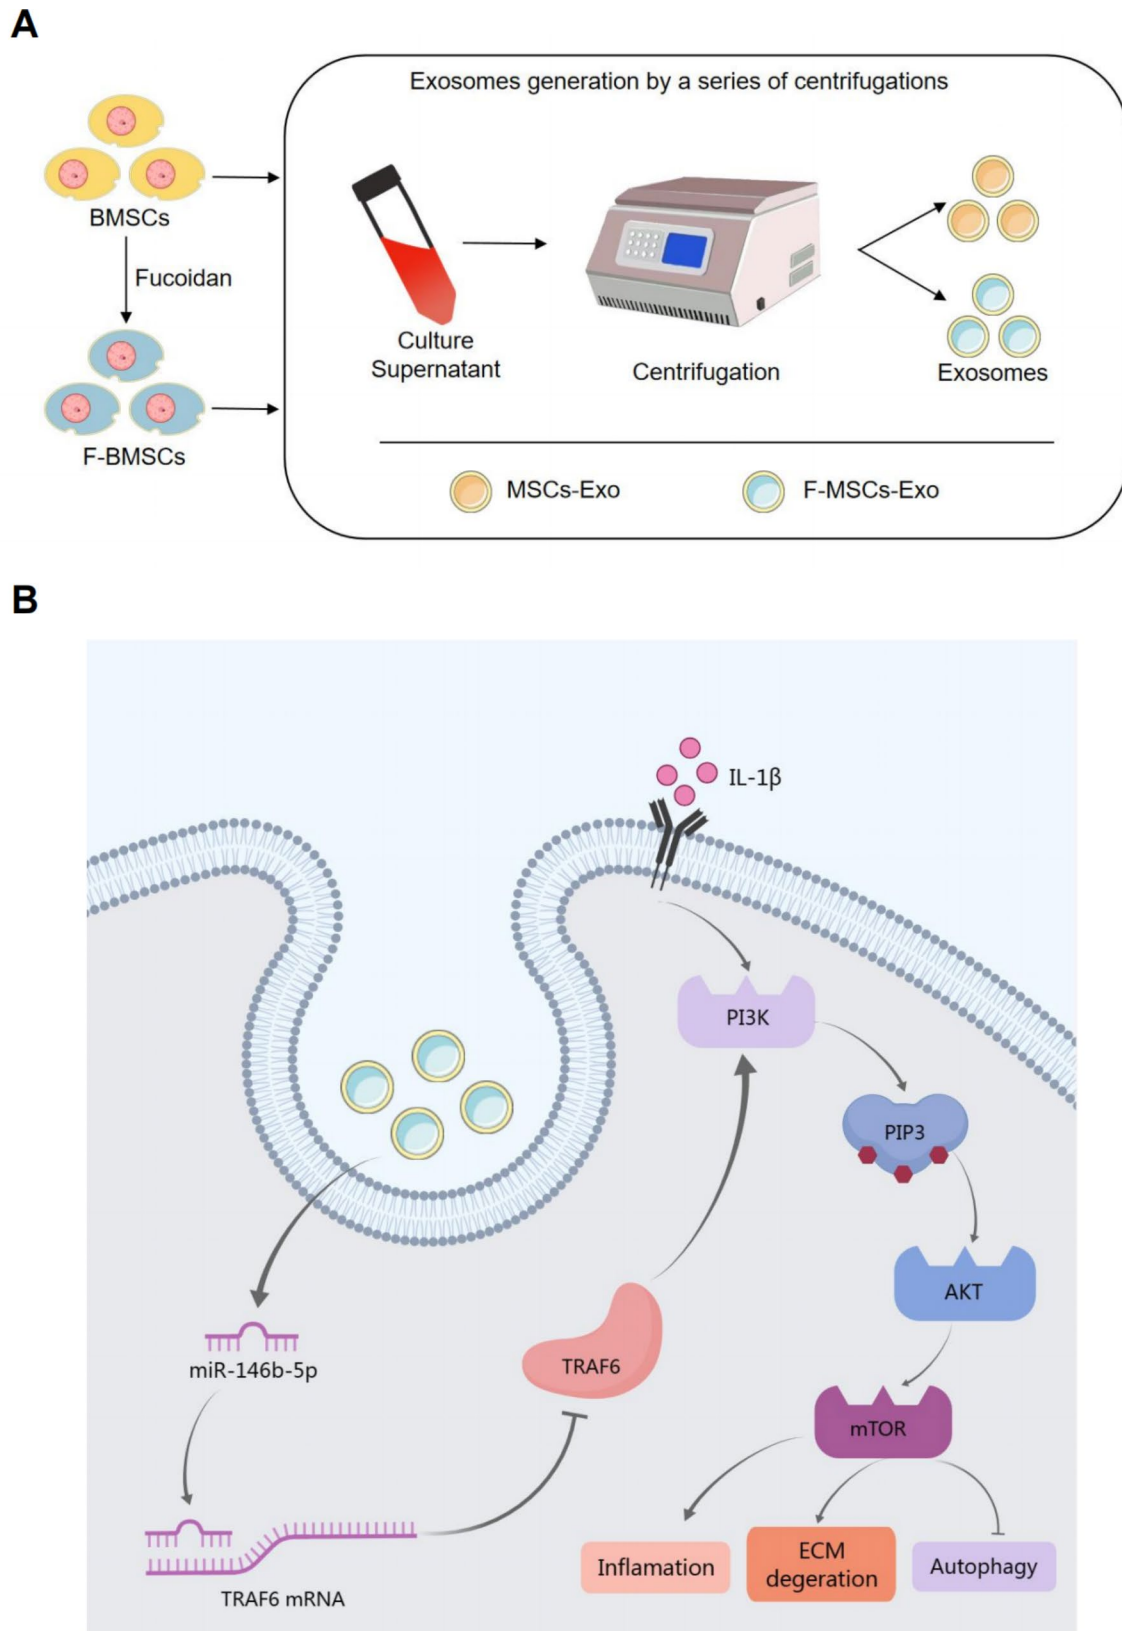 A
Exosomes generation by a series of centrifugations
BMSCs
Fucoidan
F-BMSCs
Culture
Supernatant
Centrifugation
Exosomes
MSCs-Exo
F-MSCs-Exo
B
IL-1β
PI3K
PIP3
AKT
miR-146b-5p
TRAF6
mTOR
Inflamation
ECM
degeration
Autophagy
TRAF6 mRNA